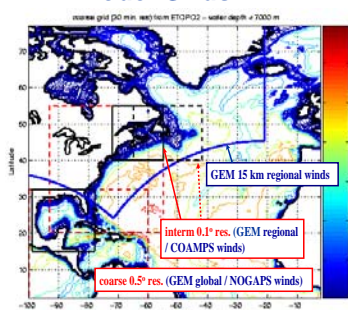 coarse grid (30 min. res) from ETOPO2 – water depth < 7000 m
70
60
50
40
30
20
10
Latitude
GEM 15 km regional winds
interm 0.1° res. (GEM regional
/ COAMPS winds)
coarse 0.5° res. (GEM global / NOGAPS winds)
-100 -90 -80 -70 -60 -50 -40 -30 -20 -10 0